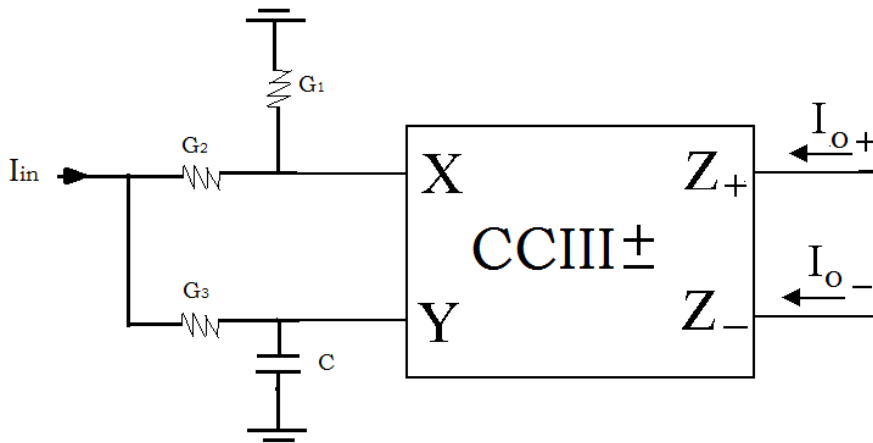 G1
G2
Iin
Io+
X
Z+
CCIII±
G3
Io-
Y
Z-
C